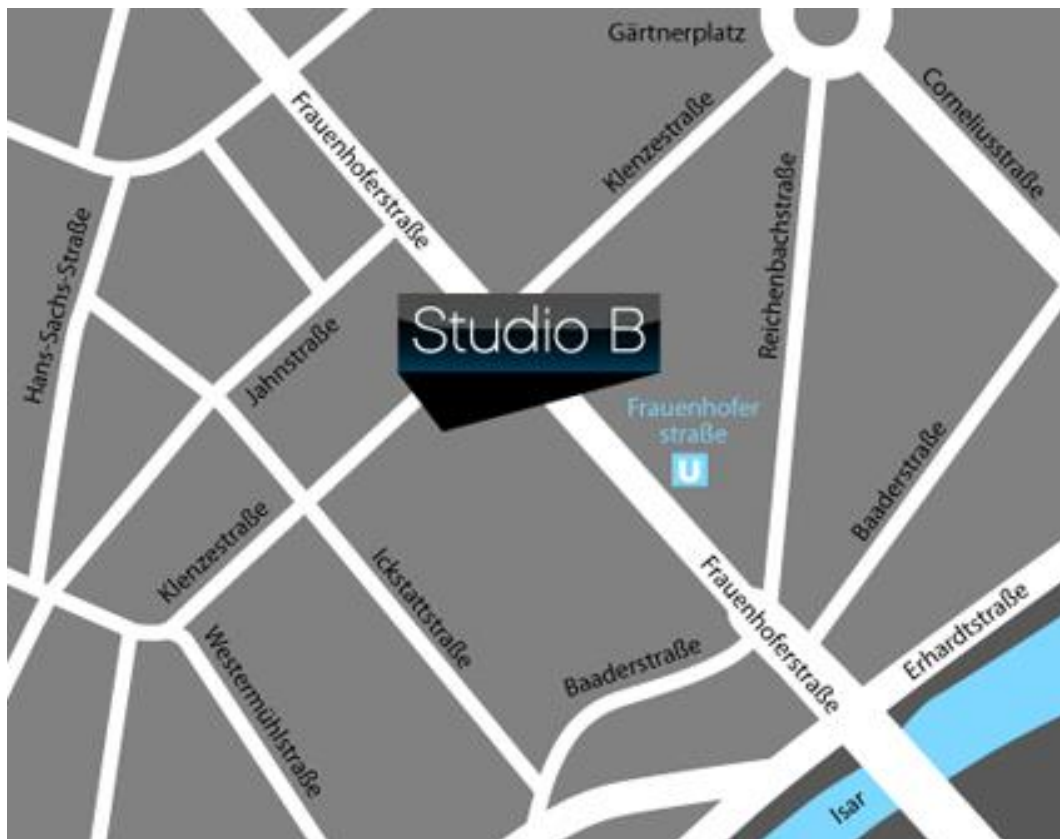 Gärtnerplatz
Corneliusstraße
Frauenhoferstraße
Klenzestraße
Reichenbachstraße
Hans-Sachs-Straße
Studio B
Jahnstraße
Frauenhofer
straße
U
Baaderstraße
Klenzestraße
Ickstattstraße
Frauenhoferstraße
Erhardtstraße
Westermühlstraße
Baaderstraße
Isar